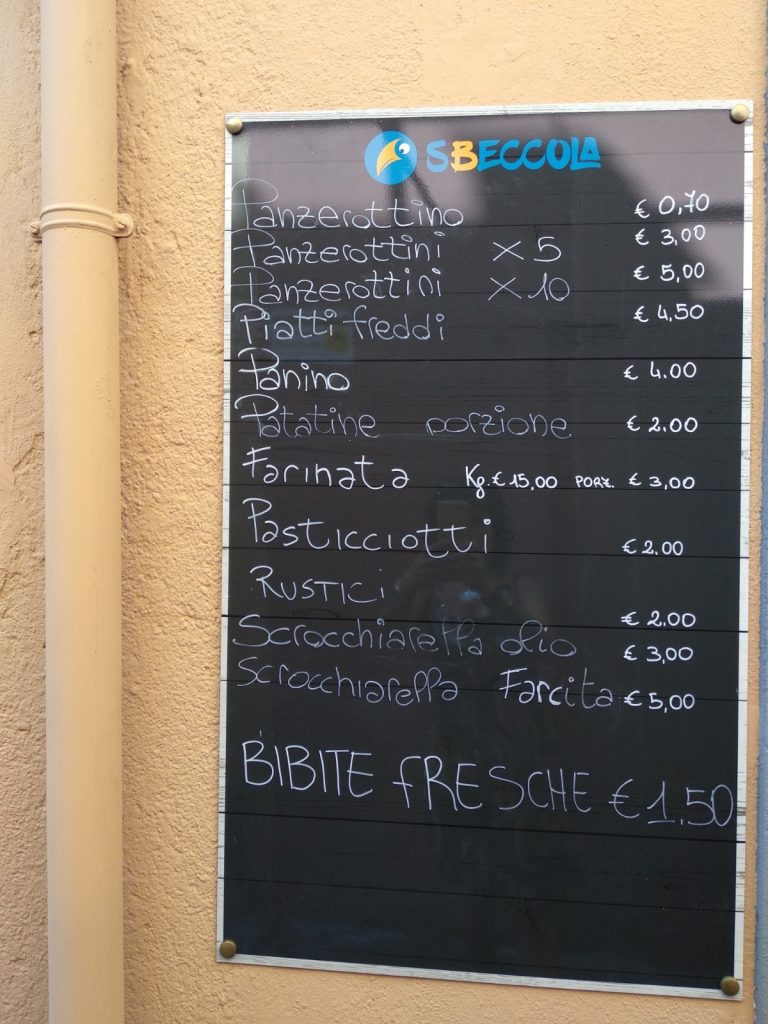 SBECCOLA
Panzerottino € 0,70
Panzerottini x 5 € 3,00
Panzerottini x 10 € 5,00
Piatti freddi € 4,50
Panino € 4.00
Patatine porzione € 2.00
Farinata Kg. € 15,00 PORZ. € 3,00
Pasticciotti € 2.00
RUSTICI € 2.00
Scrocchiarella olio € 3,00
Scrocchiarella Farcita € 5,00
BIBITE fRESCHE € 1.50